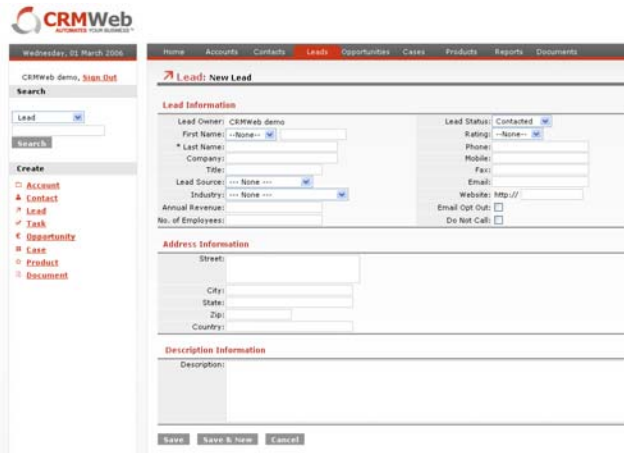 CRMWeb
AUTOMATES YOUR BUSINESS
Wednesday, 01 March 2006
Home Accounts Contacts Leads Opportunities Cases Products Reports Documents
CRMWeb demo, Sign Out
Search
Lead
Search
Create
Account
Contact
Lead
Task
Opportunity
Case
Product
Document
Lead: New Lead
Lead Information
Lead Owner: CRMWeb demo
Lead Status: Contacted
First Name: --None--
Rating: --None--
* Last Name:
Phone:
Company:
Mobile:
Title:
Fax:
Lead Source: --- None ---
Email:
Industry: --- None ---
Website: http://
Annual Revenue:
Email Opt Out:
No. of Employees:
Do Not Call:
Address Information
Street:
City:
State:
Zip:
Country:
Description Information
Description:
Save Save & New Cancel